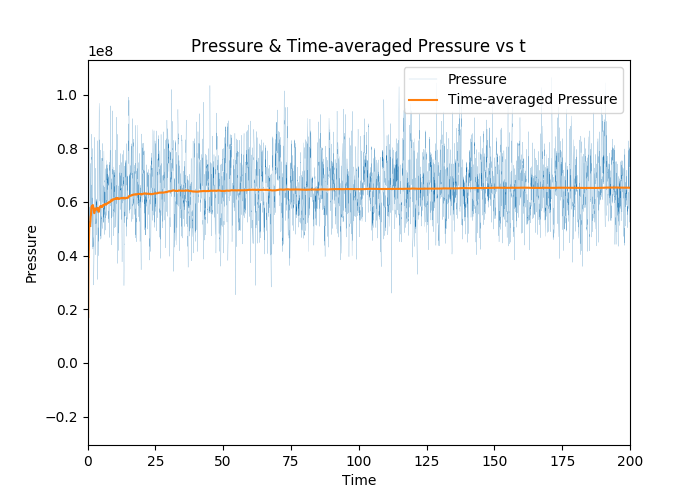 Pressure & Time-averaged Pressure vs t
1e8
Pressure
Time-averaged Pressure
1.0
0.8
0.6
0.4
0.2
0.0
−0.2
Pressure
0 25 50 75 100 125 150 175 200
Time